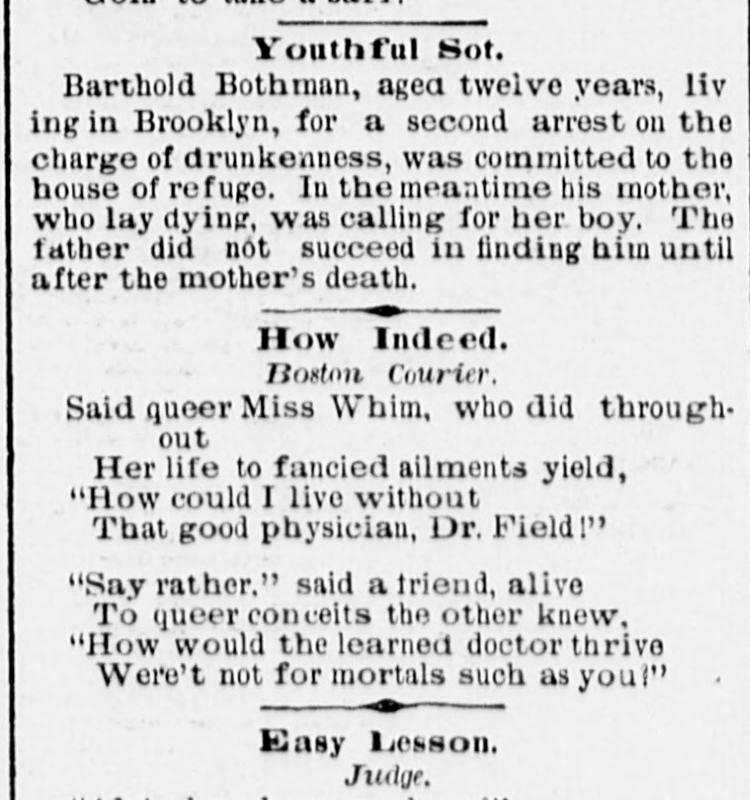 Youthful Sot.
Barthold Bothman, aged twelve years, liv
ing in Brooklyn, for a second arrest on the
charge of drunkenness, was committed to the
house of refuge. In the meantime his mother,
who lay dying, was calling for her boy. The
father did not succeed in finding him until
after the mother's death.
How Indeed.
Boston Courier.
Said queer Miss Whim, who did through-
out
Her life to fancied ailments yield,
"How could I live without
That good physician, Dr. Field!"
"Say rather," said a friend, alive
To queer conceits the other knew,
"How would the learned doctor thrive
Were't not for mortals such as you?"
Easy Lesson.
Judge.